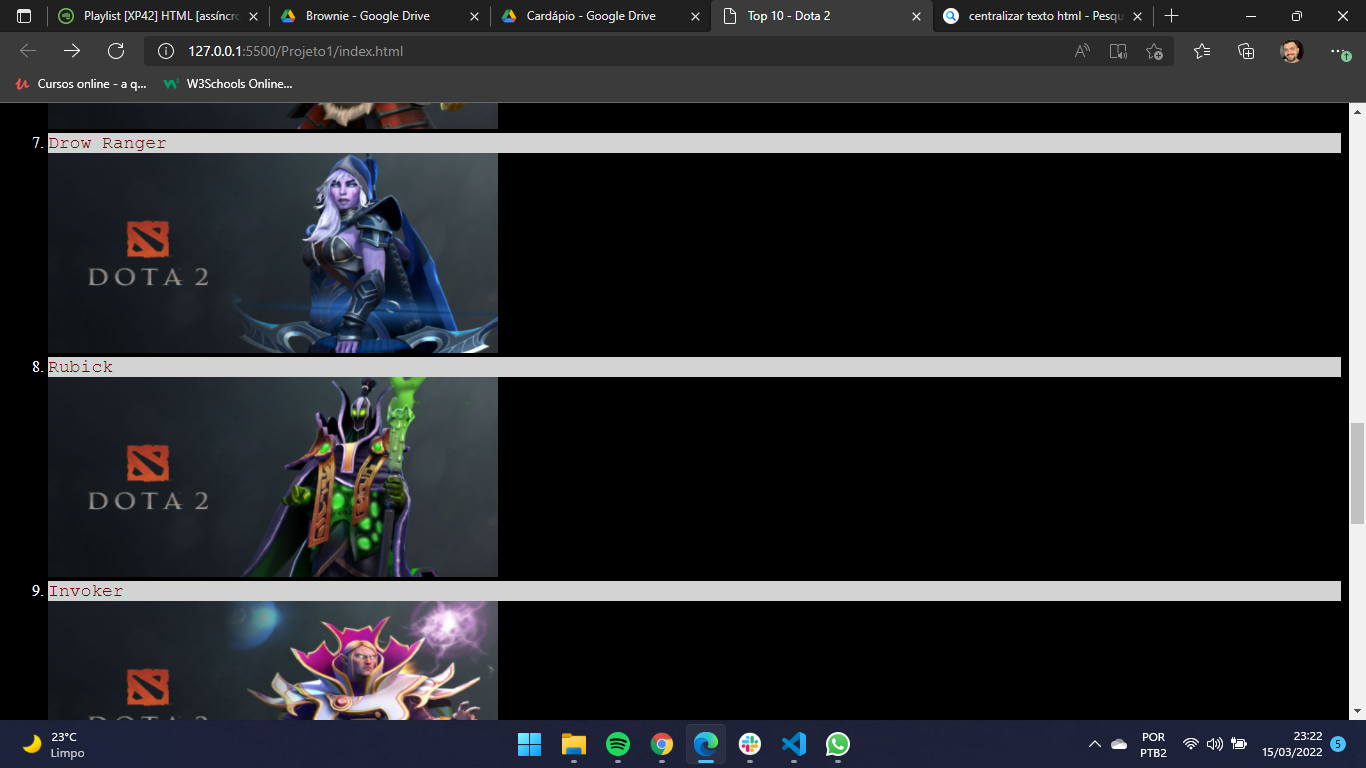 Playlist [XP42] HTML [assíncro
Brownie - Google Drive
Cardápio - Google Drive
Top 10 - Dota 2
centralizar texto html - Pesqu
127.0.0.1:5500/Projeto1/index.html
Cursos online - a q...
W3Schools Online...
7. Drow Ranger
DOTA 2
8. Rubick
DOTA 2
9. Invoker
DOTA 2
23°C
Limpo
POR
PTB2
23:22
15/03/2022
5